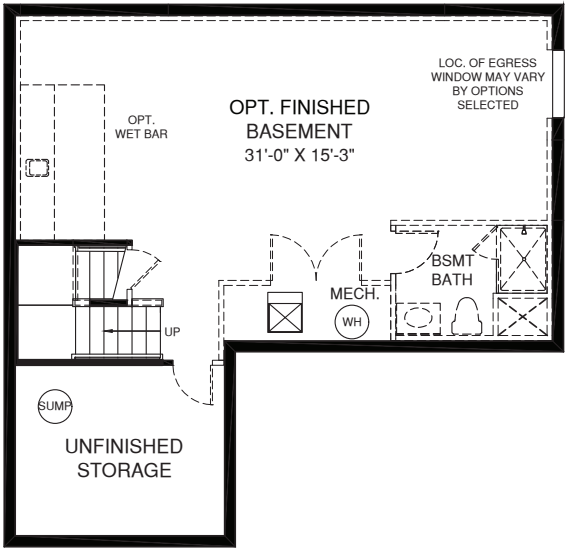 LOC. OF EGRESS
WINDOW MAY VARY
BY OPTIONS
SELECTED
OPT. FINISHED
BASEMENT
31'-0" X 15'-3"
OPT.
WET BAR
BSMT
BATH
MECH.
WH
UP
SUMP
UNFINISHED
STORAGE